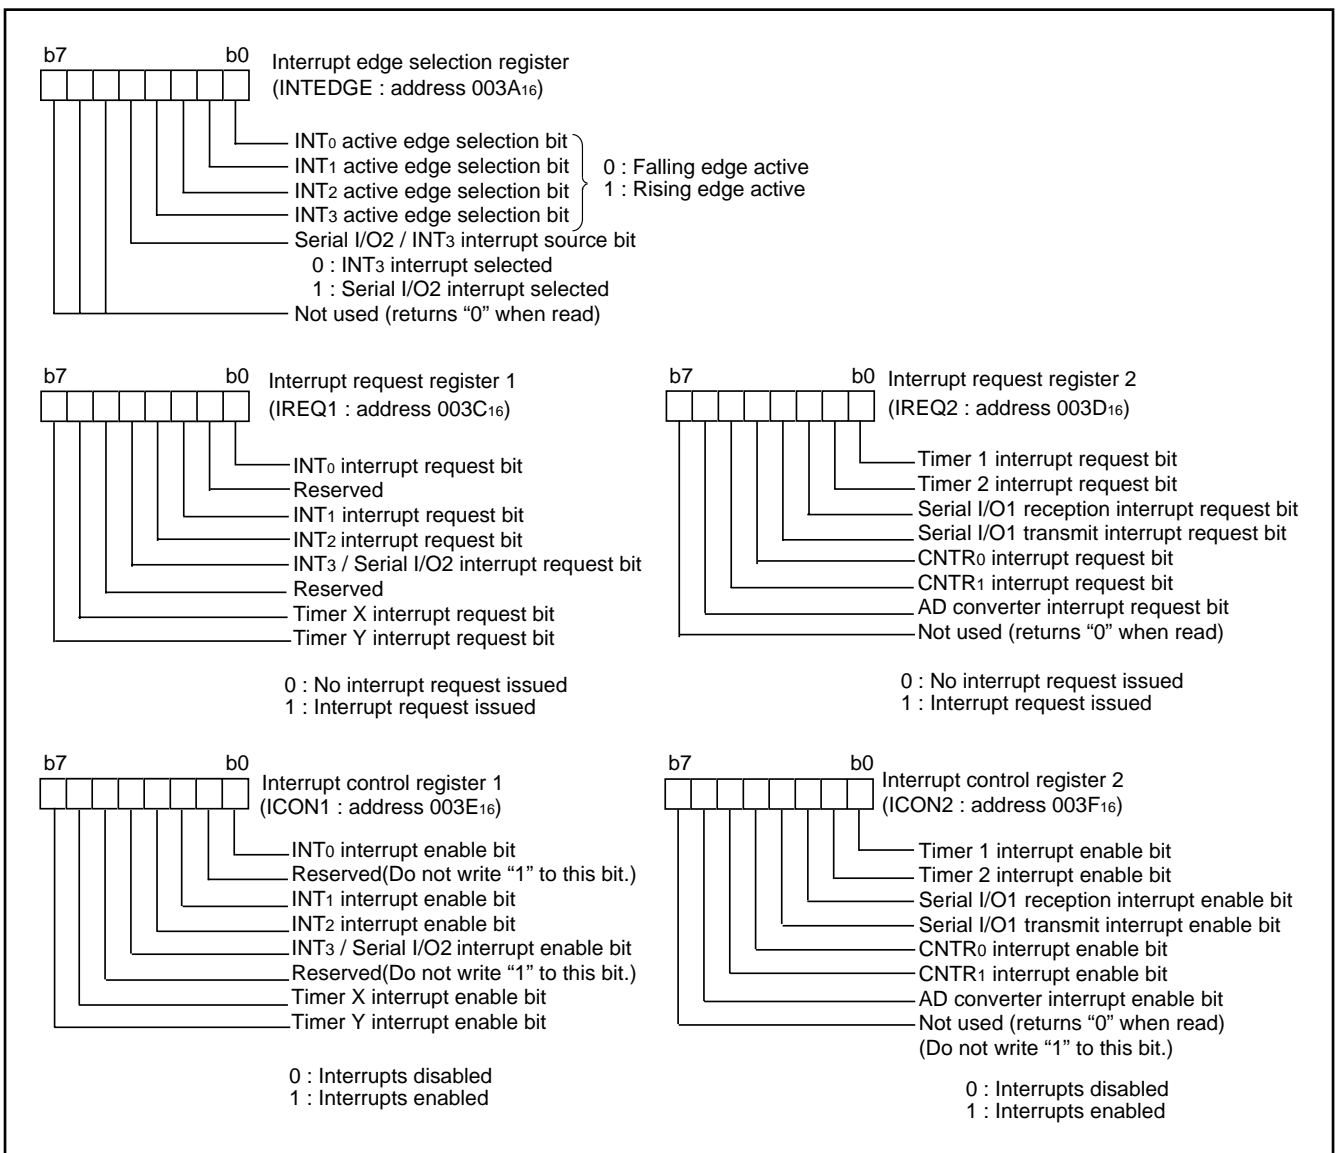 b7 b0 Interrupt edge selection register
(INTEDGE : address 003A16)
INT0 active edge selection bit
INT1 active edge selection bit
INT2 active edge selection bit
INT3 active edge selection bit
0 : Falling edge active
1 : Rising edge active
Serial I/O2 / INT3 interrupt source bit
0 : INT3 interrupt selected
1 : Serial I/O2 interrupt selected
Not used (returns “0” when read)
b7 b0 Interrupt request register 1
(IREQ1 : address 003C16)
INT0 interrupt request bit
Reserved
INT1 interrupt request bit
INT2 interrupt request bit
INT3 / Serial I/O2 interrupt request bit
Reserved
Timer X interrupt request bit
Timer Y interrupt request bit
0 : No interrupt request issued
1 : Interrupt request issued
b7 b0 Interrupt request register 2
(IREQ2 : address 003D16)
Timer 1 interrupt request bit
Timer 2 interrupt request bit
Serial I/O1 reception interrupt request bit
Serial I/O1 transmit interrupt request bit
CNTR0 interrupt request bit
CNTR1 interrupt request bit
AD converter interrupt request bit
Not used (returns “0” when read)
0 : No interrupt request issued
1 : Interrupt request issued
b7 b0 Interrupt control register 1
(ICON1 : address 003E16)
INT0 interrupt enable bit
Reserved(Do not write “1” to this bit.)
INT1 interrupt enable bit
INT2 interrupt enable bit
INT3 / Serial I/O2 interrupt enable bit
Reserved(Do not write “1” to this bit.)
Timer X interrupt enable bit
Timer Y interrupt enable bit
0 : Interrupts disabled
1 : Interrupts enabled
b7 b0 Interrupt control register 2
(ICON2 : address 003F16)
Timer 1 interrupt enable bit
Timer 2 interrupt enable bit
Serial I/O1 reception interrupt enable bit
Serial I/O1 transmit interrupt enable bit
CNTR0 interrupt enable bit
CNTR1 interrupt enable bit
AD converter interrupt enable bit
Not used (returns “0” when read)
(Do not write “1” to this bit.)
0 : Interrupts disabled
1 : Interrupts enabled